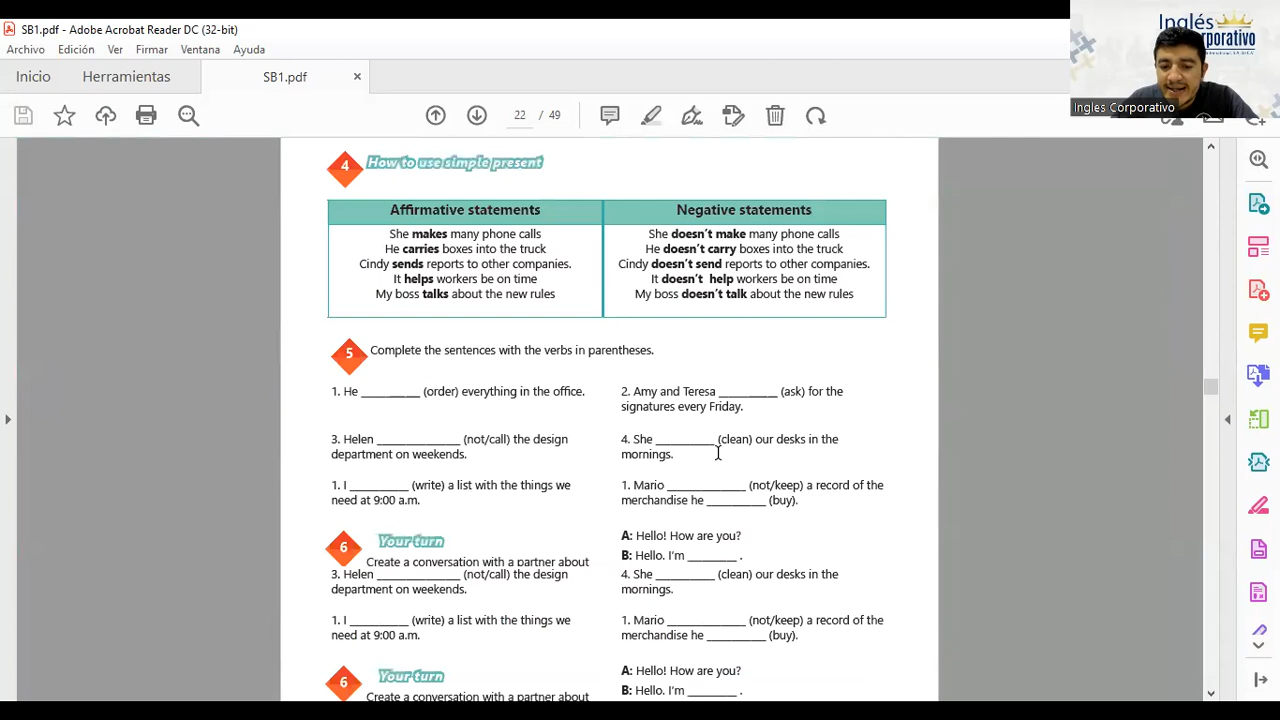 SB1.pdf - Adobe Acrobat Reader DC (32-bit)
Archivo Edición Ver Firmar Ventana Ayuda
Inicio Herramientas SB1.pdf ×
22 / 49
Inglés
rporativo
Ingles Corporativo
4 How to use simple present
Affirmative statements
She makes many phone calls
He carries boxes into the truck
Cindy sends reports to other companies.
It helps workers be on time
My boss talks about the new rules
Negative statements
She doesn't make many phone calls
He doesn't carry boxes into the truck
Cindy doesn't send reports to other companies.
It doesn't help workers be on time
My boss doesn't talk about the new rules
5 Complete the sentences with the verbs in parentheses.
1. He __________ (order) everything in the office.
2. Amy and Teresa __________ (ask) for the
signatures every Friday.
3. Helen ______________ (not/call) the design
department on weekends.
4. She __________ (clean) our desks in the
mornings.
1. I __________ (write) a list with the things we
need at 9:00 a.m.
1. Mario _____________ (not/keep) a record of the
merchandise he __________ (buy).
6 Your turn
Create a conversation with a partner about
A: Hello! How are you?
B: Hello. I'm ________ .
3. Helen ______________ (not/call) the design
department on weekends.
4. She __________ (clean) our desks in the
mornings.
1. I __________ (write) a list with the things we
need at 9:00 a.m.
1. Mario _____________ (not/keep) a record of the
merchandise he __________ (buy).
6 Your turn
Create a conversation with a partner about
A: Hello! How are you?
B: Hello. I'm ________ .